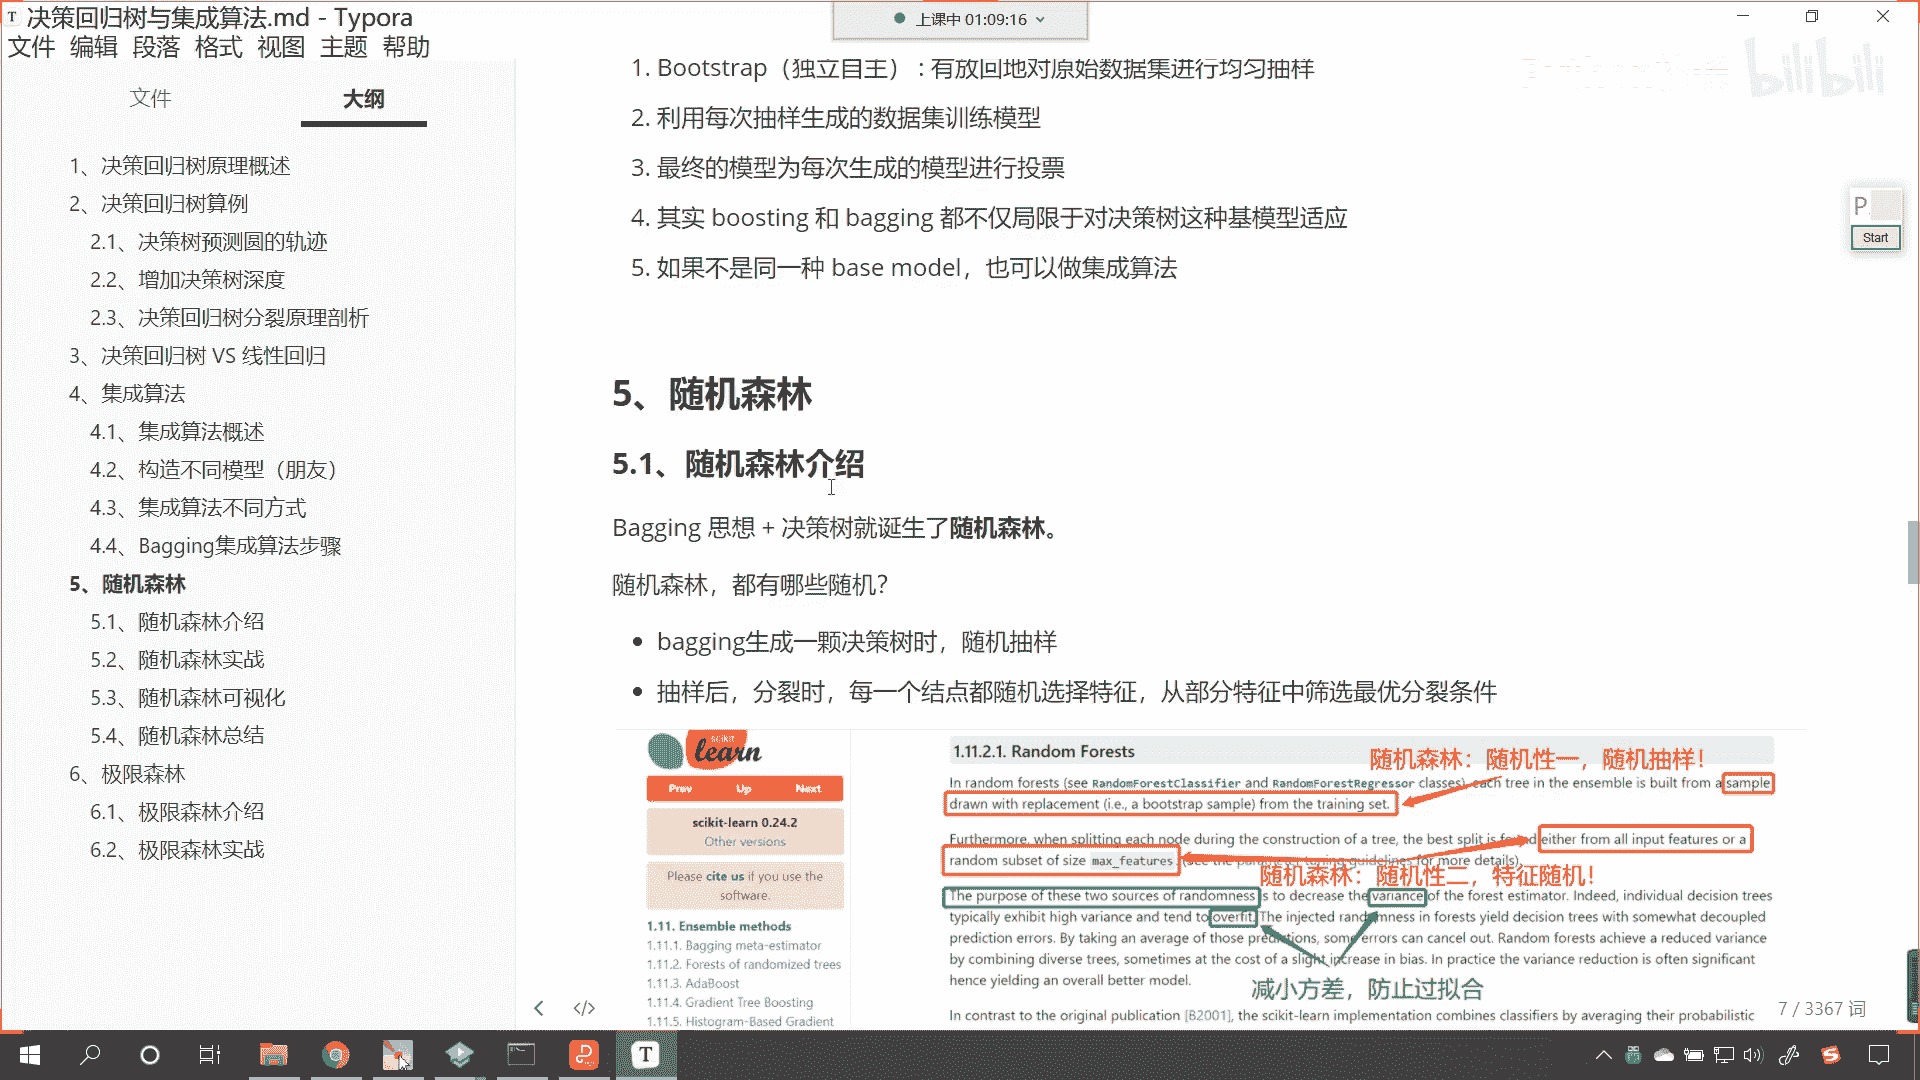 决策回归树与集成算法.md - Typora
上课中 01:09:16
文件 编辑 段落 格式 视图 主题 帮助
文件 大纲
1、决策回归树原理概述
2、决策回归树算例
2.1、决策树预测圆的轨迹
2.2、增加决策树深度
2.3、决策回归树分裂原理剖析
3、决策回归树 VS 线性回归
4、集成算法
4.1、集成算法概述
4.2、构造不同模型（朋友）
4.3、集成算法不同方式
4.4、Bagging集成算法步骤
5、随机森林
5.1、随机森林介绍
5.2、随机森林实战
5.3、随机森林可视化
5.4、随机森林总结
6、极限森林
6.1、极限森林介绍
6.2、极限森林实战
1. Bootstrap（独立自主）：有放回地对原始数据集进行均匀抽样
2. 利用每次抽样生成的数据集训练模型
3. 最终的模型为每次生成的模型进行投票
4. 其实 boosting 和 bagging 都不仅局限于对决策树这种基模型适应
5. 如果不是同一种 base model，也可以做集成算法
5、随机森林
5.1、随机森林介绍
Bagging 思想 + 决策树就诞生了随机森林。
随机森林，都有哪些随机？
bagging生成一颗决策树时，随机抽样
抽样后，分裂时，每一个结点都随机选择特征，从部分特征中筛选最优分裂条件
scikit
learn
Prev Up Next
scikit-learn 0.24.2
Other versions
Please cite us if you use the
software.
1.11. Ensemble methods
1.11.1. Bagging meta-estimator
1.11.2. Forests of randomized trees
1.11.3. AdaBoost
1.11.4. Gradient Tree Boosting
1.11.5. Histogram-Based Gradient
1.11.2.1. Random Forests
随机森林：随机性一，随机抽样！
In random forests (see RandomForestClassifier and RandomForestRegressor classes), each tree in the ensemble is built from a sample
drawn with replacement (i.e., a bootstrap sample) from the training set.
Furthermore, when splitting each node during the construction of a tree, the best split is found either from all input features or a
random subset of size max_features. (see the parameter tuning guidelines for more details).
随机森林：随机性二，特征随机！
The purpose of these two sources of randomness is to decrease the variance of the forest estimator. Indeed, individual decision trees
typically exhibit high variance and tend to overfit. The injected randomness in forests yield decision trees with somewhat decoupled
prediction errors. By taking an average of those predictions, some errors can cancel out. Random forests achieve a reduced variance
by combining diverse trees, sometimes at the cost of a slight increase in bias. In practice the variance reduction is often significant
hence yielding an overall better model.
减小方差，防止过拟合
In contrast to the original publication [B2001], the scikit-learn implementation combines classifiers by averaging their probabilistic
7 / 3367 词
P
Start
bilibili